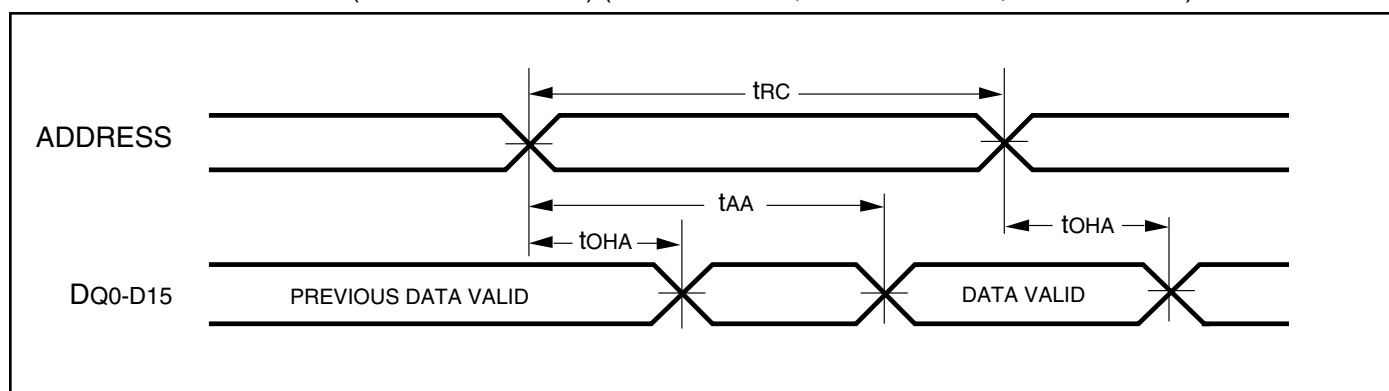 tRC
ADDRESS
tAA
tOHA
tOHA
DQ0-D15
PREVIOUS DATA VALID
DATA VALID